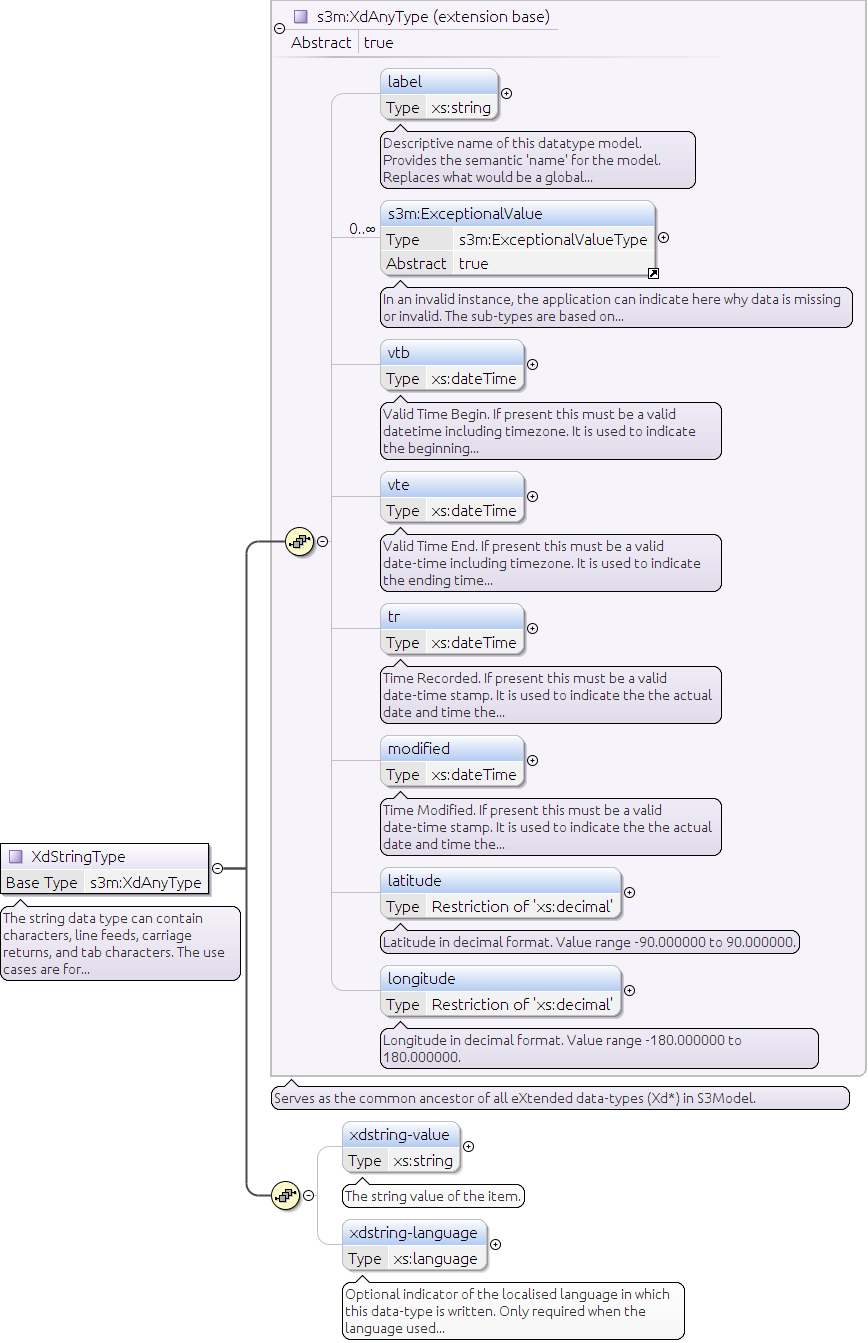 s3m:XdAnyType (extension base)
Abstract true
label
Type xs:string
Descriptive name of this datatype model.
Provides the semantic 'name' for the model.
Replaces what would be a global...
0..∞
s3m:ExceptionalValue
Type s3m:ExceptionalValueType
Abstract true
In an invalid instance, the application can indicate here why data is missing
or invalid. The sub-types are based on...
vtb
Type xs:dateTime
Valid Time Begin. If present this must be a valid
datetime including timezone. It is used to indicate
the beginning...
vte
Type xs:dateTime
Valid Time End. If present this must be a valid
date-time including timezone. It is used to indicate
the ending time...
tr
Type xs:dateTime
Time Recorded. If present this must be a valid
date-time stamp. It is used to indicate the the actual
date and time the...
modified
Type xs:dateTime
Time Modified. If present this must be a valid
date-time stamp. It is used to indicate the the actual
date and time the...
XdStringType
Base Type s3m:XdAnyType
The string data type can contain
characters, line feeds, carriage
returns, and tab characters. The use
cases are for...
latitude
Type Restriction of 'xs:decimal'
Latitude in decimal format. Value range -90.000000 to 90.000000.
longitude
Type Restriction of 'xs:decimal'
Longitude in decimal format. Value range -180.000000 to
180.000000.
Serves as the common ancestor of all eXtended data-types (Xd*) in S3Model.
xdstring-value
Type xs:string
The string value of the item.
xdstring-language
Type xs:language
Optional indicator of the localised language in which
this data-type is written. Only required when the
language used...